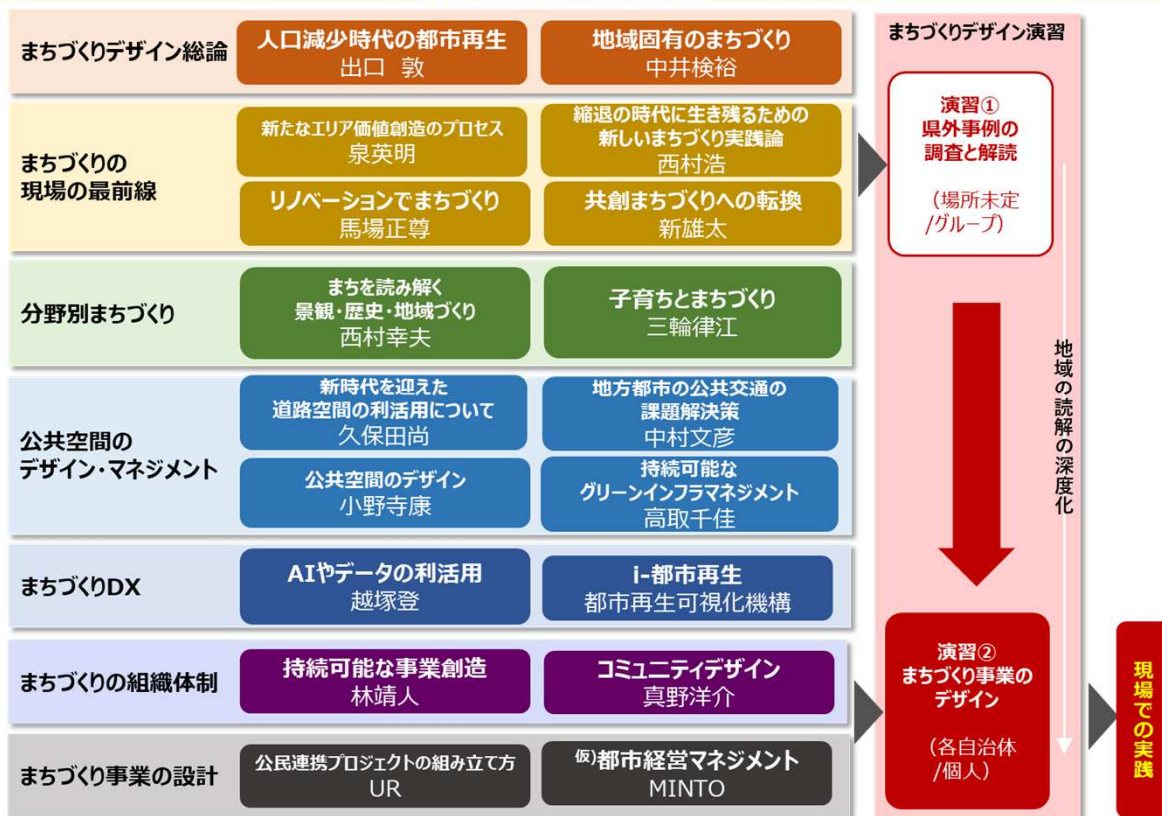 まちづくりデザイン総論
人口減少時代の都市再生
出口 敦
地域固有のまちづくり
中井検裕
まちづくりの
現場の最前線
新たなエリア価値創造のプロセス
泉英明
縮退の時代に生き残るための
新しいまちづくり実践論
西村浩
リノベーションでまちづくり
馬場正尊
共創まちづくりへの転換
新雄太
分野別まちづくり
まちを読み解く
景観・歴史・地域づくり
西村幸夫
子育ちとまちづくり
三輪律江
公共空間の
デザイン・マネジメント
新時代を迎えた
道路空間の利活用について
久保田尚
地方都市の公共交通の
課題解決策
中村文彦
公共空間のデザイン
小野寺康
持続可能な
グリーンインフラマネジメント
高取千佳
まちづくりDX
AIやデータの利活用
越塚登
i-都市再生
都市再生可視化機構
まちづくりの組織体制
持続可能な事業創造
林靖人
コミュニティデザイン
真野洋介
まちづくり事業の設計
公民連携プロジェクトの組み立て方
UR
仮)都市経営マネジメント
MINTO
まちづくりデザイン演習
演習①
県外事例の
調査と解読
(場所未定
/グループ)
地域の読解の深度化
演習②
まちづくり事業の
デザイン
(各自治体
/個人)
現場での実践